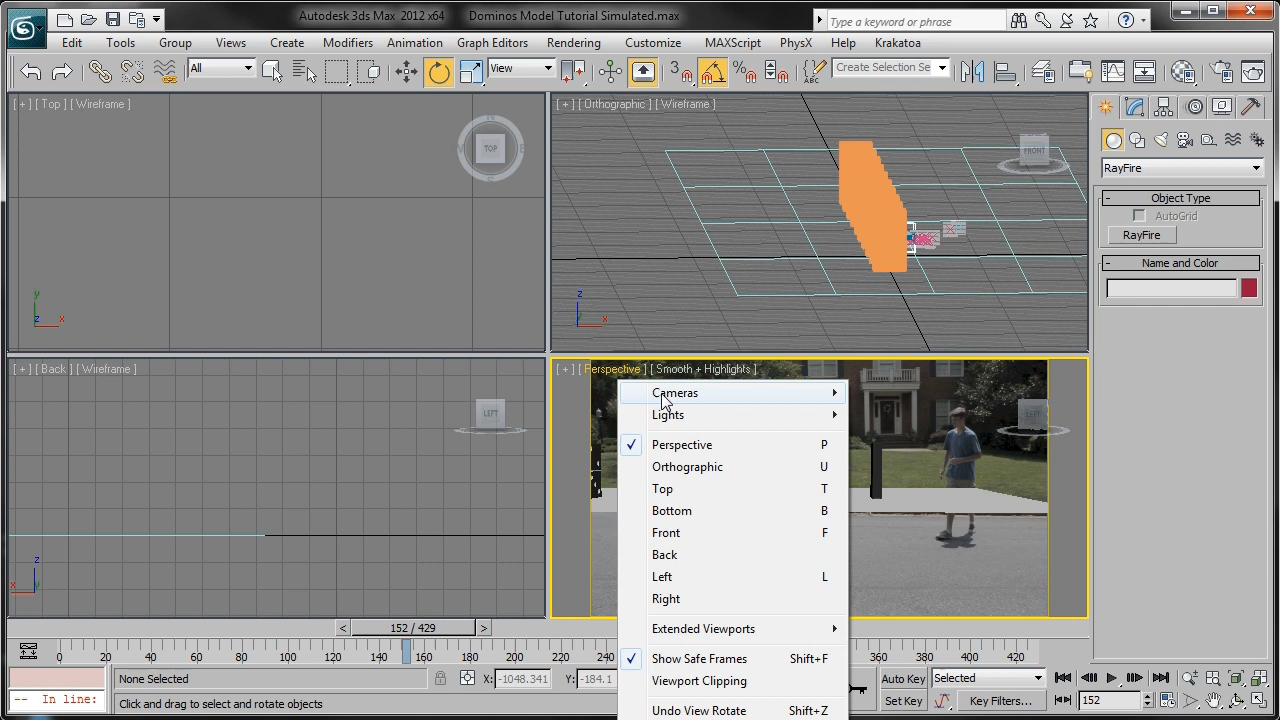 Autodesk 3ds Max 2012 x64 Dominos Model Tutorial Simulated.max
Type a keyword or phrase
Edit Tools Group Views Create Modifiers Animation Graph Editors Rendering Customize MAXScript PhysX Help Krakatoa
All View 3 ABC Create Selection Se
[ + ] [ Top ] [ Wireframe ]
[ + ] [ Orthographic ] [ Wireframe ]
TOP
FRONT
RayFire
- Object Type
AutoGrid
RayFire
- Name and Color
y
z x
z
x
[ + ] [ Back ] [ Wireframe ]
[ + ] [ Perspective ] [ Smooth + Highlights ]
LEFT
LEFT
z
x y
Cameras
Lights
Perspective P
Orthographic U
Top T
Bottom B
Front F
Back
Left L
Right
Extended Viewports
Show Safe Frames Shift+F
Viewport Clipping
Undo View Rotate Shift+Z
< 152 / 429 >
0 20 40 60 80 100 120 140 160 180 200 220 240 360 380 400 420
None Selected X: -1048.341 Y: -184.1 Auto Key Selected
-- In line: Click and drag to select and rotate objects Set Key Key Filters... 152